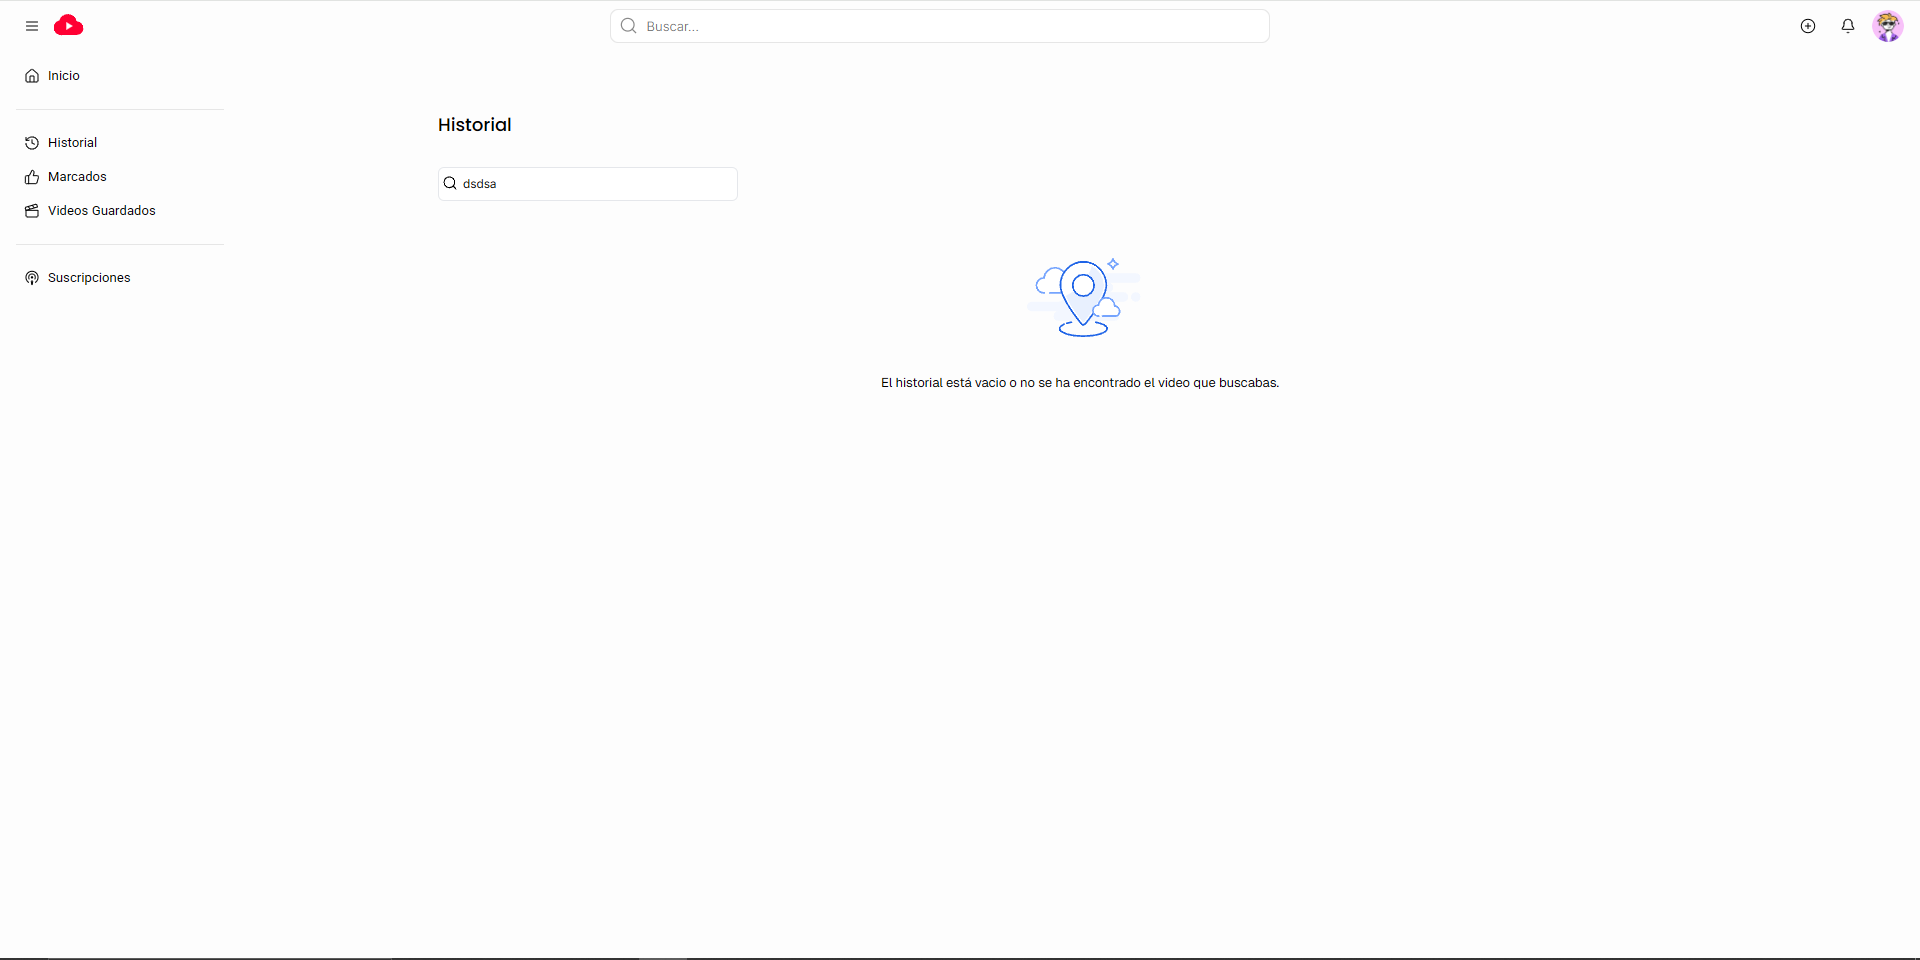 Buscar...
Inicio
Historial
Marcados
Videos Guardados
Suscripciones
Historial
dsdsa
El historial está vacio o no se ha encontrado el video que buscabas.